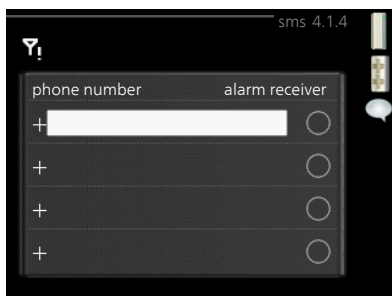 sms 4.1.4
phone number alarm receiver
+
+
+
+